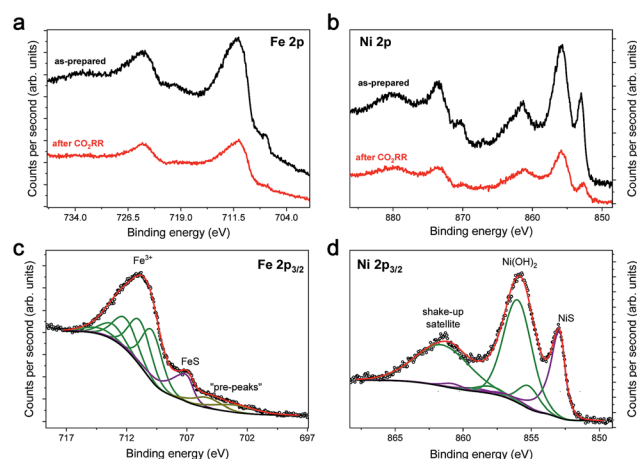 a
Fe 2p
as-prepared
after CO₂RR
Counts per second (arb. units)
734.0 726.5 719.0 711.5 704.0
Binding energy (eV)
b
Ni 2p
as-prepared
after CO₂RR
Counts per second (arb. units)
880 870 860 850
Binding energy (eV)
c
Fe 2p₃/₂
Fe³⁺
FeS
"pre-peaks"
Counts per second (arb. units)
717 712 707 702 697
Binding energy (eV)
d
Ni 2p₃/₂
Ni(OH)₂
shake-up
satellite
NiS
Counts per second (arb. units)
865 860 855 850
Binding energy (eV)